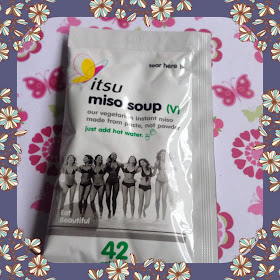 tear here
itsu
miso soup (v)
our vegetarian instant miso
made from paste, not powder
just add hot water.
Eat
Beautiful
42